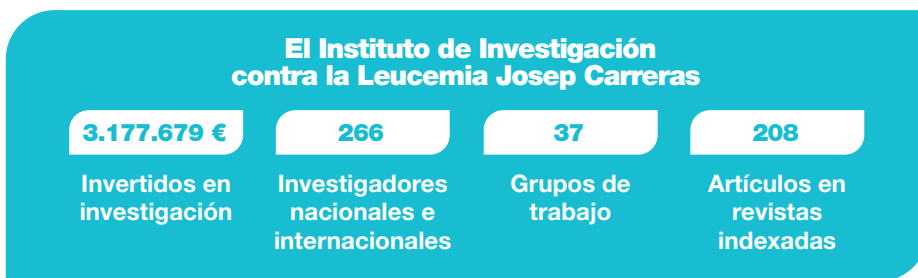 El Instituto de Investigación
contra la Leucemia Josep Carreras
3.177.679 €
Invertidos en
investigación
266
Investigadores
nacionales e
internacionales
37
Grupos de
trabajo
208
Artículos en
revistas
indexadas